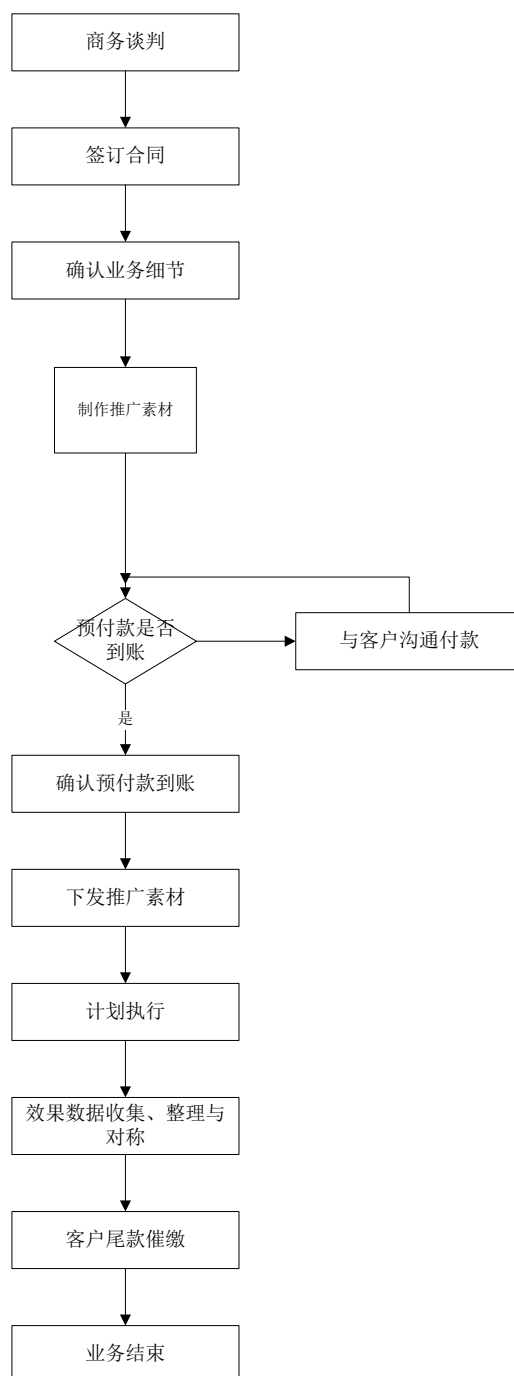 商务谈判
签订合同
确认业务细节
制作推广素材
预付款是否
到账
与客户沟通付款
是
确认预付款到账
下发推广素材
计划执行
效果数据收集、整理与
对称
客户尾款催缴
业务结束